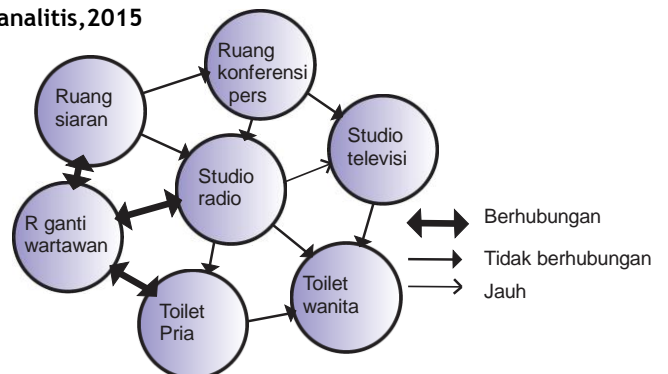 analitis,2015
Ruang
konferensi
pers
Ruang
siaran
Studio
televisi
Studio
radio
R ganti
wartawan
Toilet
Pria
Toilet
wanita
Berhubungan
Tidak berhubungan
Jauh